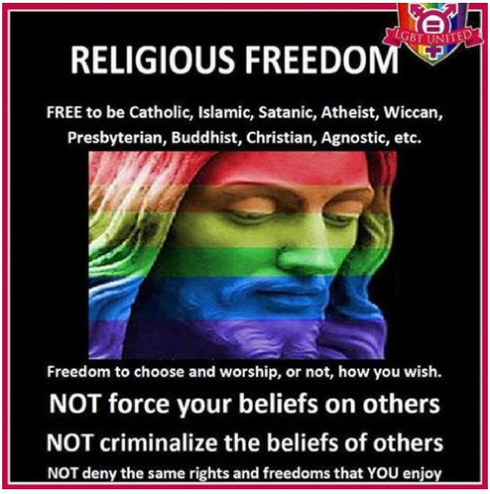 LGBT UNITED
RELIGIOUS FREEDOM
FREE to be Catholic, Islamic, Satanic, Atheist, Wiccan,
Presbyterian, Buddhist, Christian, Agnostic, etc.
Freedom to choose and worship, or not, how you wish.
NOT force your beliefs on others
NOT criminalize the beliefs of others
NOT deny the same rights and freedoms that YOU enjoy